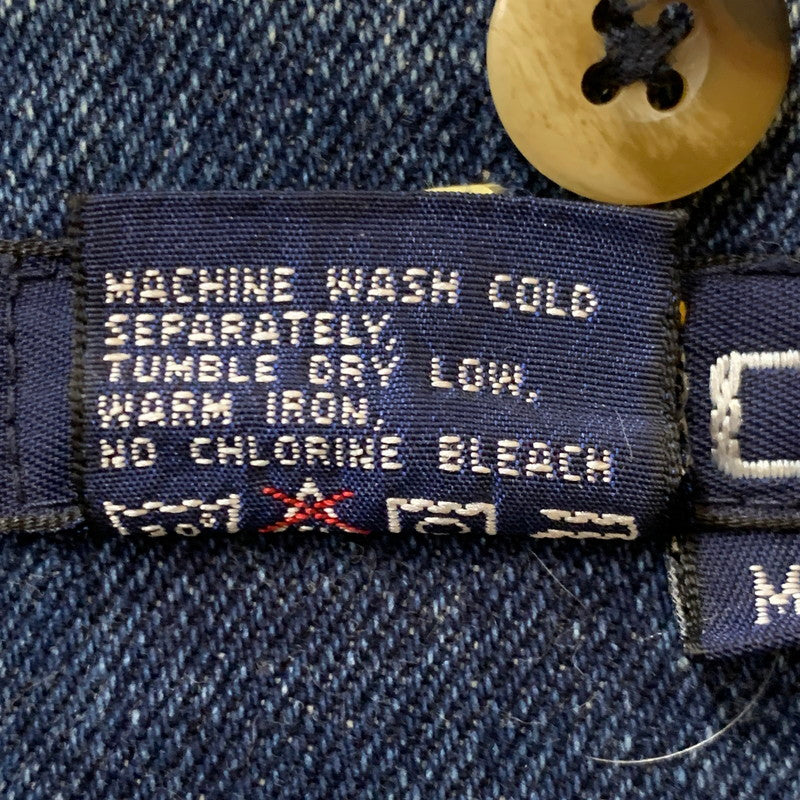 MACHINE WASH COLD
SEPARATELY,
TUMBLE DRY LOW,
WARM IRON,
NO CHLORINE BLEACH
M